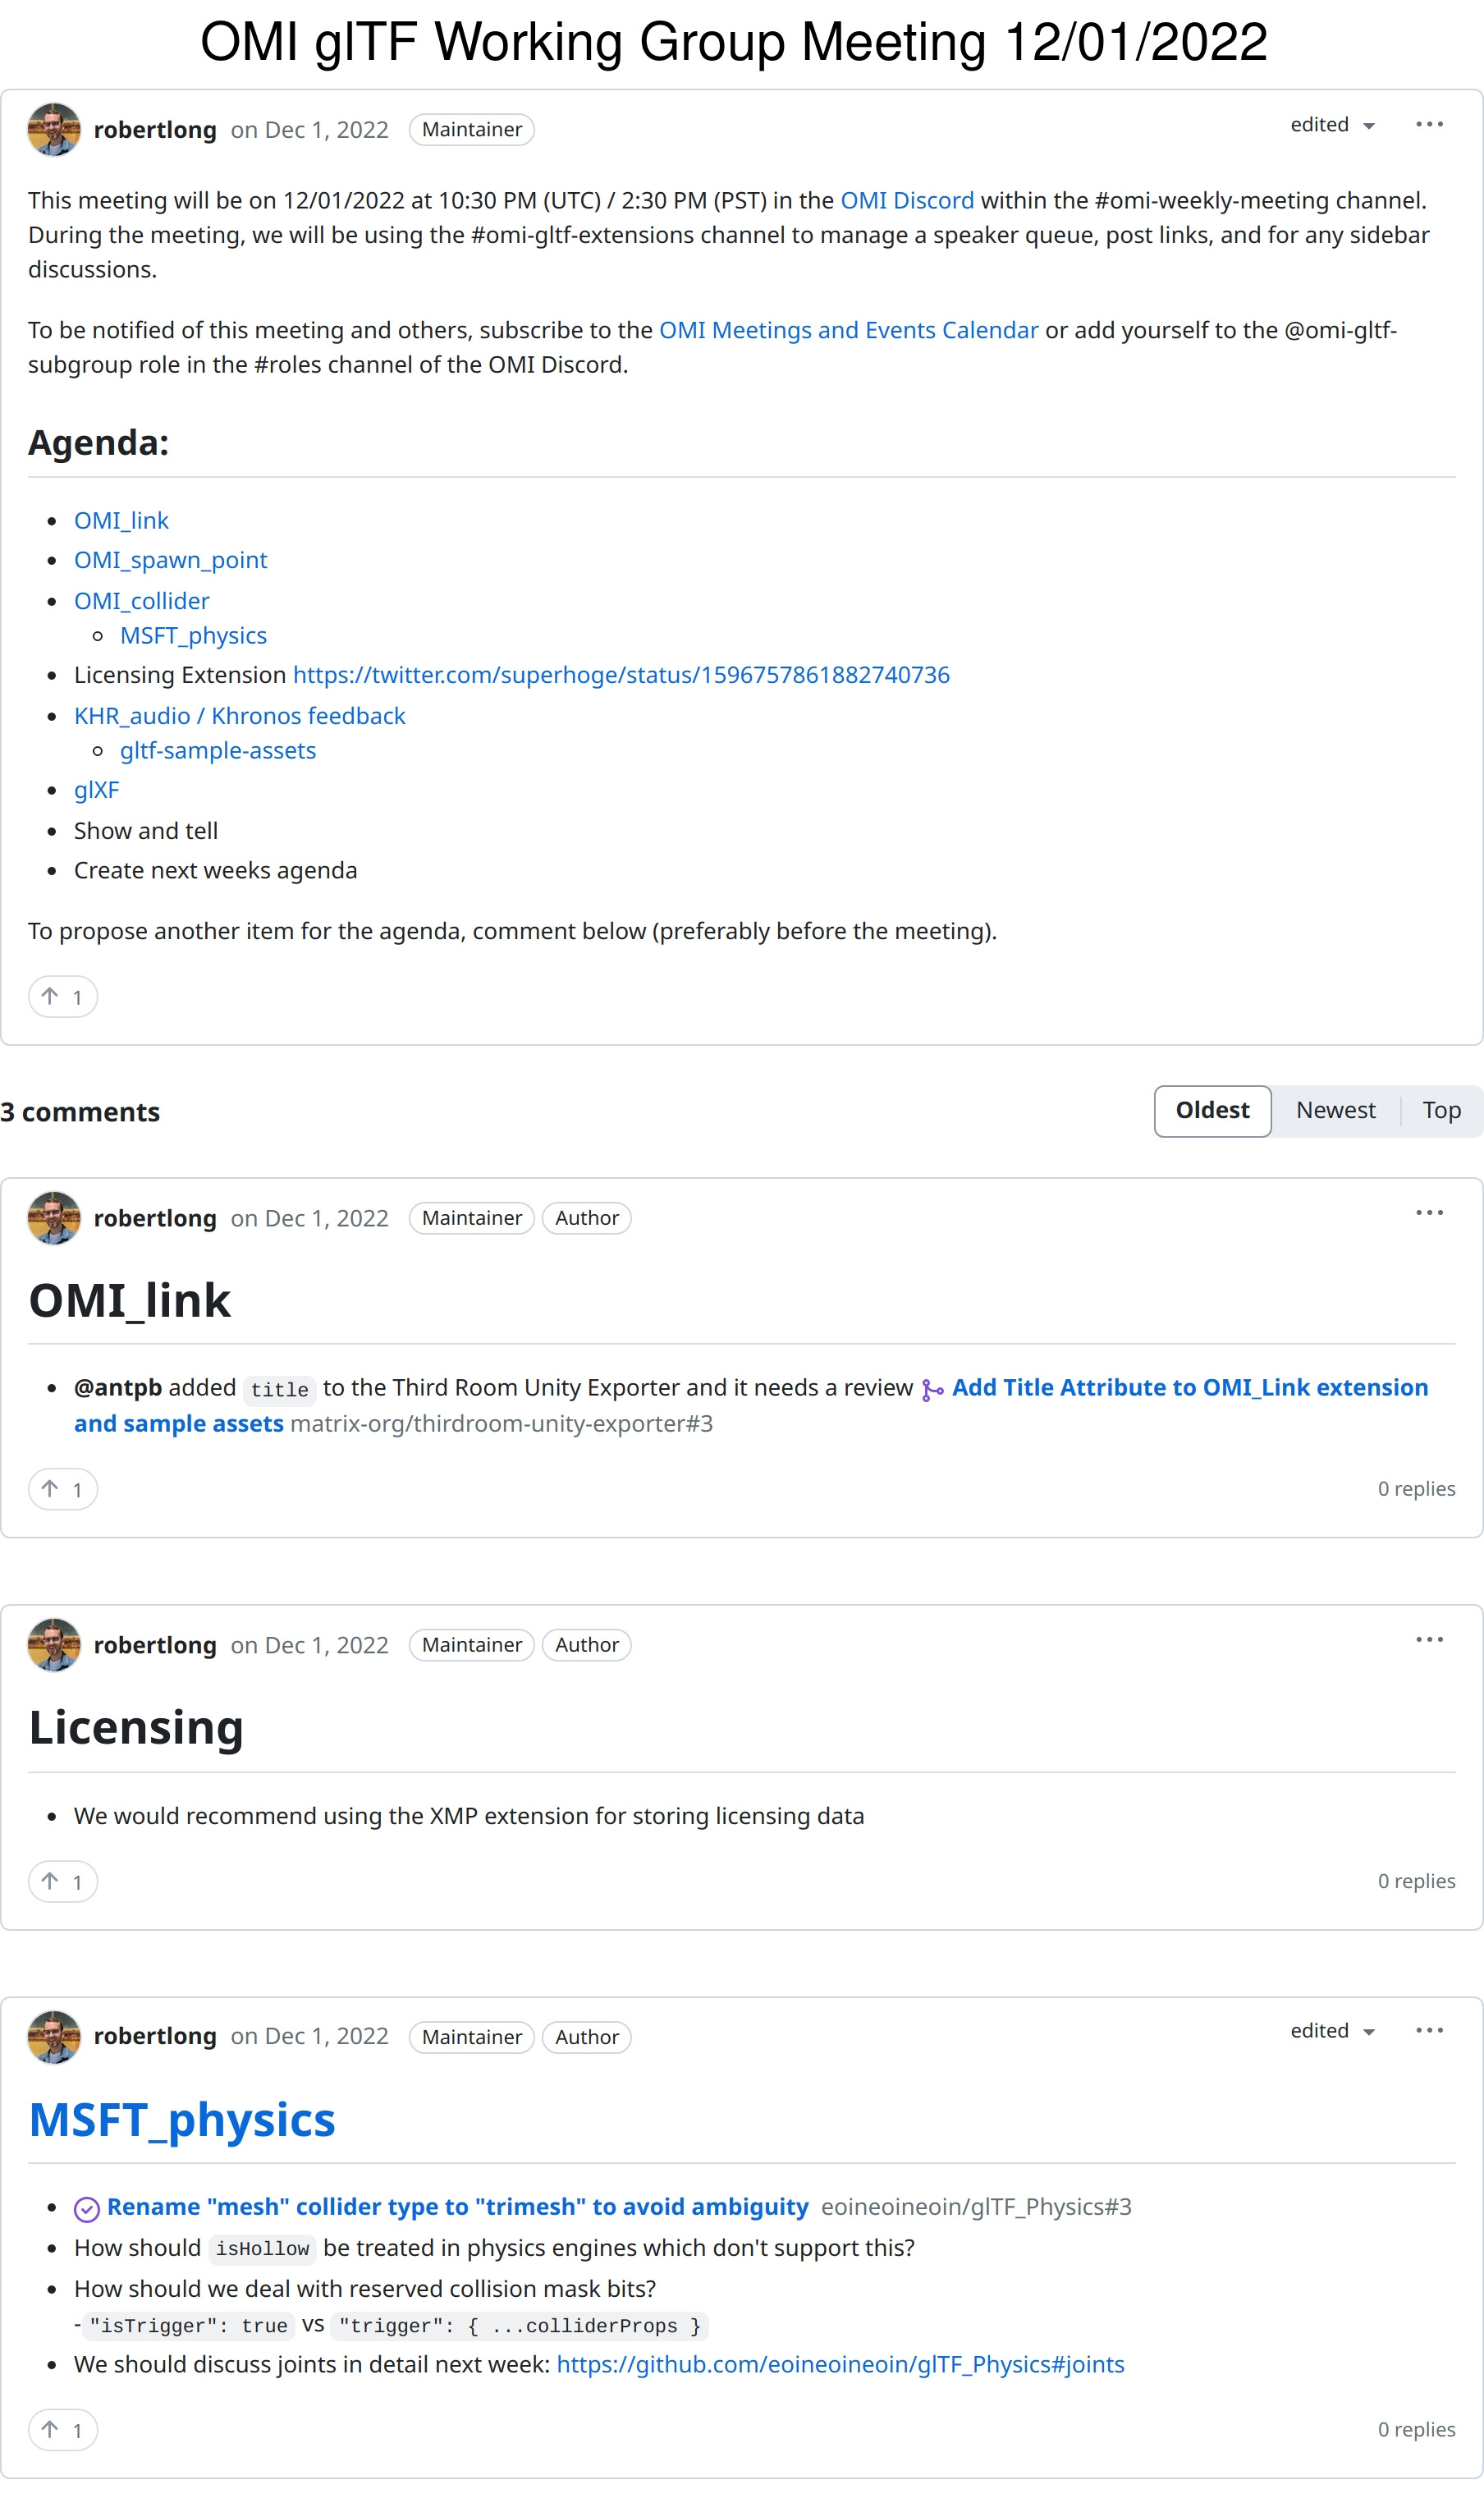 OMI glTF Working Group Meeting 12/01/2022
robertlong on Dec 1, 2022 Maintainer edited
This meeting will be on 12/01/2022 at 10:30 PM (UTC) / 2:30 PM (PST) in the OMI Discord within the #omi-weekly-meeting channel.
During the meeting, we will be using the #omi-gltf-extensions channel to manage a speaker queue, post links, and for any sidebar
discussions.
To be notified of this meeting and others, subscribe to the OMI Meetings and Events Calendar or add yourself to the @omi-gltf-
subgroup role in the #roles channel of the OMI Discord.
Agenda:
OMI_link
OMI_spawn_point
OMI_collider
MSFT_physics
Licensing Extension https://twitter.com/superhoge/status/1596757861882740736
KHR_audio / Khronos feedback
gltf-sample-assets
glXF
Show and tell
Create next weeks agenda
To propose another item for the agenda, comment below (preferably before the meeting).
1
3 comments Oldest Newest Top
robertlong on Dec 1, 2022 Maintainer Author
OMI_link
@antpb added title to the Third Room Unity Exporter and it needs a review Add Title Attribute to OMI_Link extension
and sample assets matrix-org/thirdroom-unity-exporter#3
1 0 replies
robertlong on Dec 1, 2022 Maintainer Author
Licensing
We would recommend using the XMP extension for storing licensing data
1 0 replies
robertlong on Dec 1, 2022 Maintainer Author edited
MSFT_physics
Rename "mesh" collider type to "trimesh" to avoid ambiguity eoineoineoin/glTF_Physics#3
How should isHollow be treated in physics engines which don't support this?
How should we deal with reserved collision mask bits?
-"isTrigger": true vs "trigger": { ...colliderProps }
We should discuss joints in detail next week: https://github.com/eoineoineoin/glTF_Physics#joints
1 0 replies